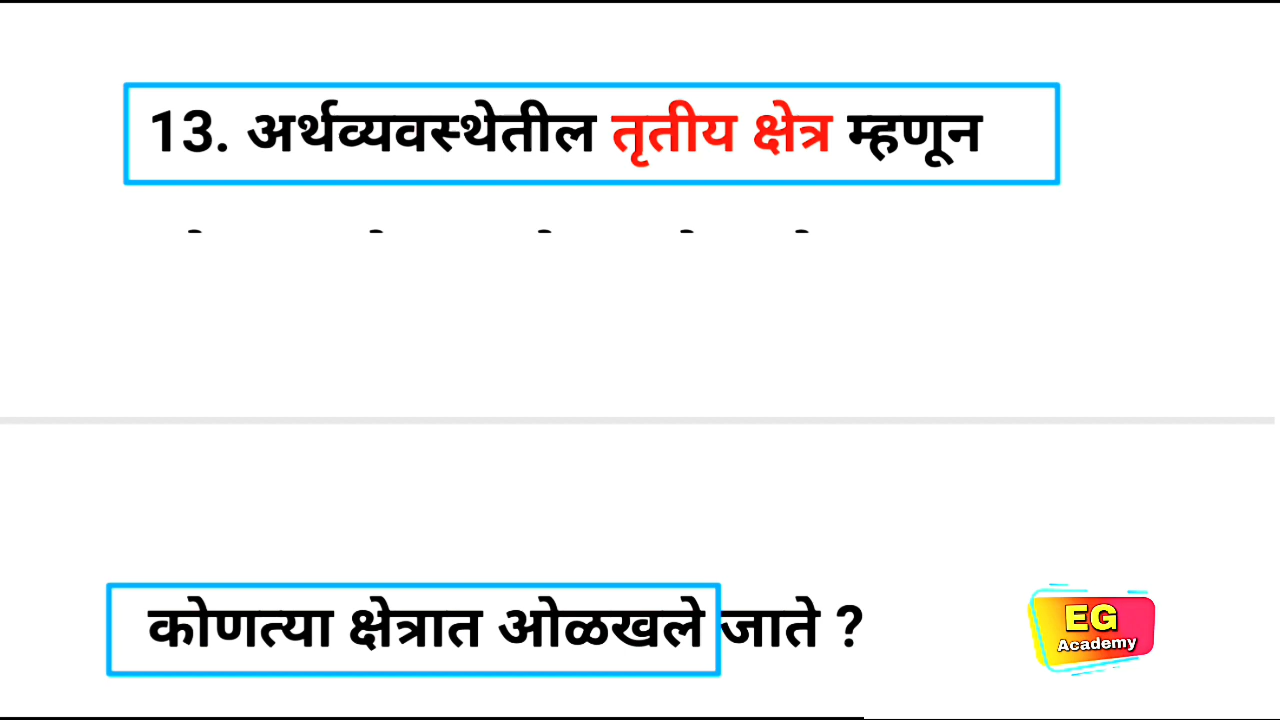 13. अर्थव्यवस्थेतील तृतीय क्षेत्र म्हणून
कोणत्या क्षेत्रात ओळखले जाते ?
EG
Academy